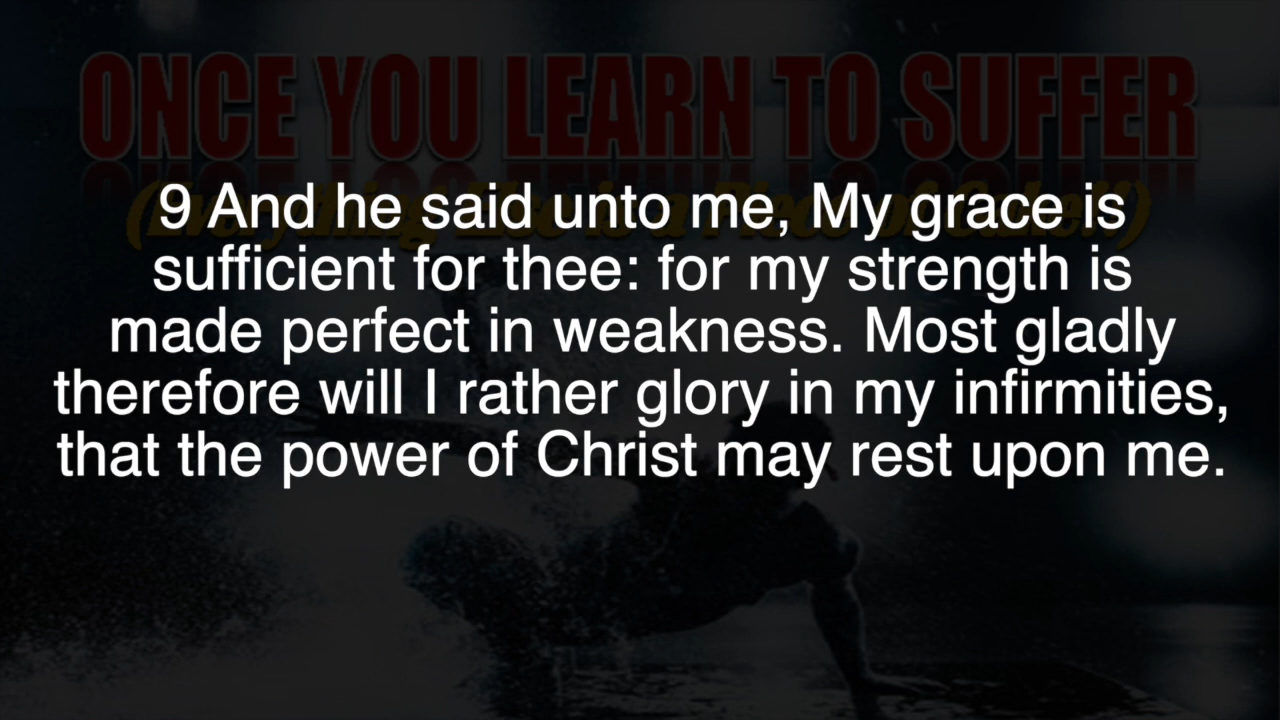 ONCE YOU LEARN TO SUFFER
9 And he said unto me, My grace is
sufficient for thee: for my strength is
made perfect in weakness. Most gladly
therefore will I rather glory in my infirmities,
that the power of Christ may rest upon me.